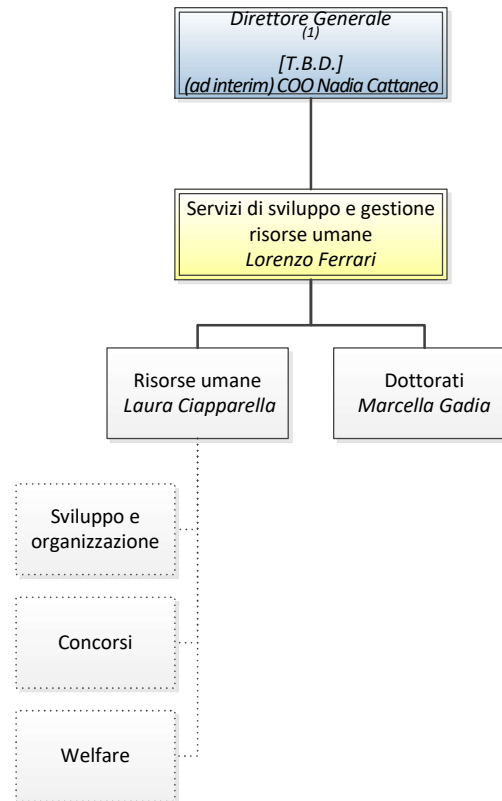 Direttore Generale
(1)
[T.B.D.]
(ad interim) COO Nadia Cattaneo
Servizi di sviluppo e gestione
risorse umane
Lorenzo Ferrari
Risorse umane
Laura Ciapparella
Dottorati
Marcella Gadia
Sviluppo e
organizzazione
Concorsi
Welfare